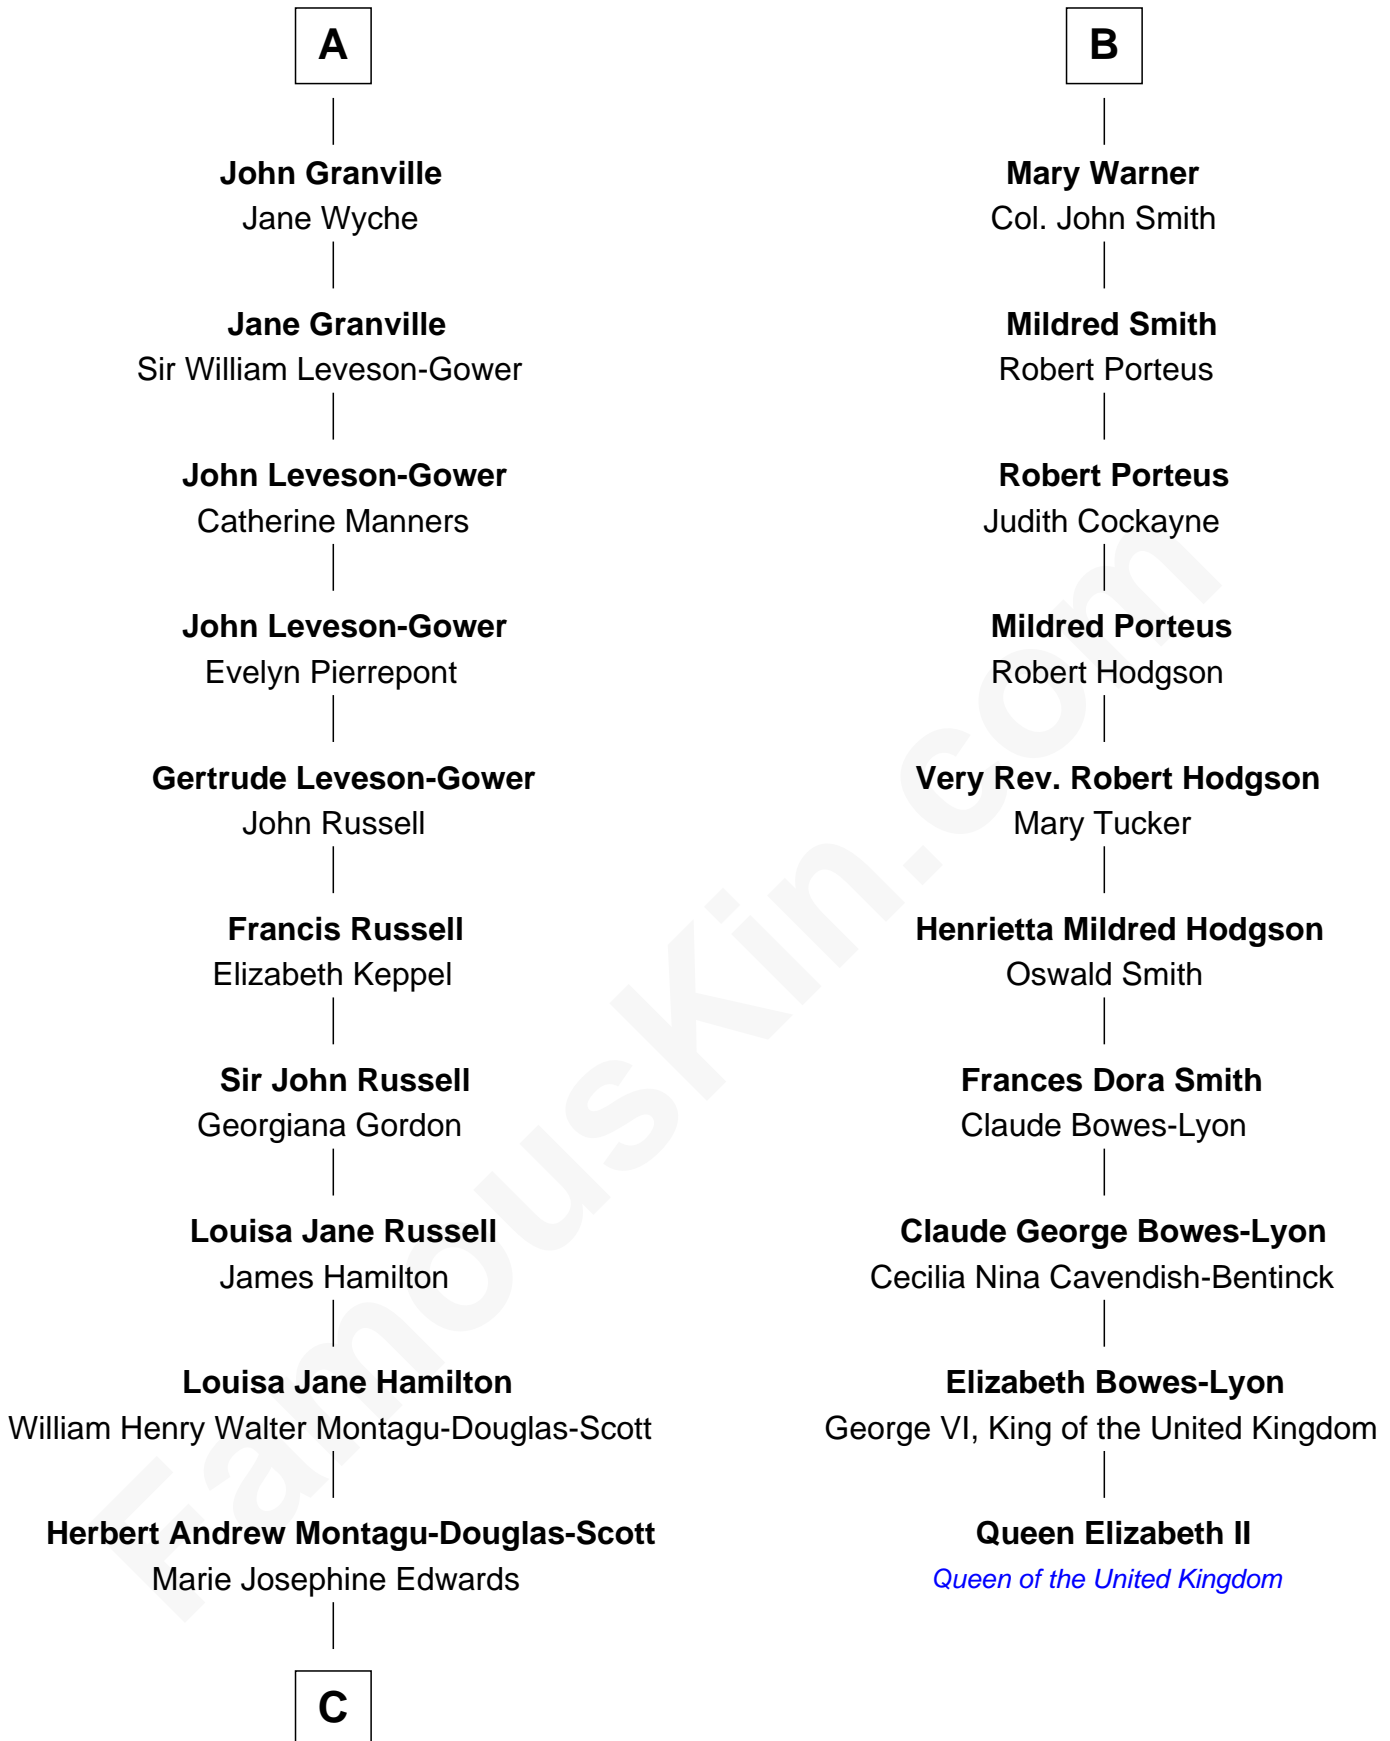 A
John Granville
Jane Wyche
Jane Granville
Sir William Leveson-Gower
John Leveson-Gower
Catherine Manners
John Leveson-Gower
Evelyn Pierrepont
Gertrude Leveson-Gower
John Russell
Francis Russell
Elizabeth Keppel
Sir John Russell
Georgiana Gordon
Louisa Jane Russell
James Hamilton
Louisa Jane Hamilton
William Henry Walter Montagu-Douglas-Scott
Herbert Andrew Montagu-Douglas-Scott
Marie Josephine Edwards
C
B
Mary Warner
Col. John Smith
Mildred Smith
Robert Porteus
Robert Porteus
Judith Cockayne
Mildred Porteus
Robert Hodgson
Very Rev. Robert Hodgson
Mary Tucker
Henrietta Mildred Hodgson
Oswald Smith
Frances Dora Smith
Claude Bowes-Lyon
Claude George Bowes-Lyon
Cecilia Nina Cavendish-Bentinck
Elizabeth Bowes-Lyon
George VI, King of the United Kingdom
Queen Elizabeth II
Queen of the United Kingdom
FamousKin.com